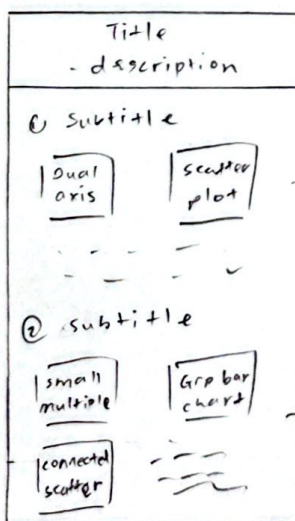 Title
- description
① Subtitle
Dual
axis
scatter
plot
② subtitle
small
multiple
Grp bar
chart
connected
scatter